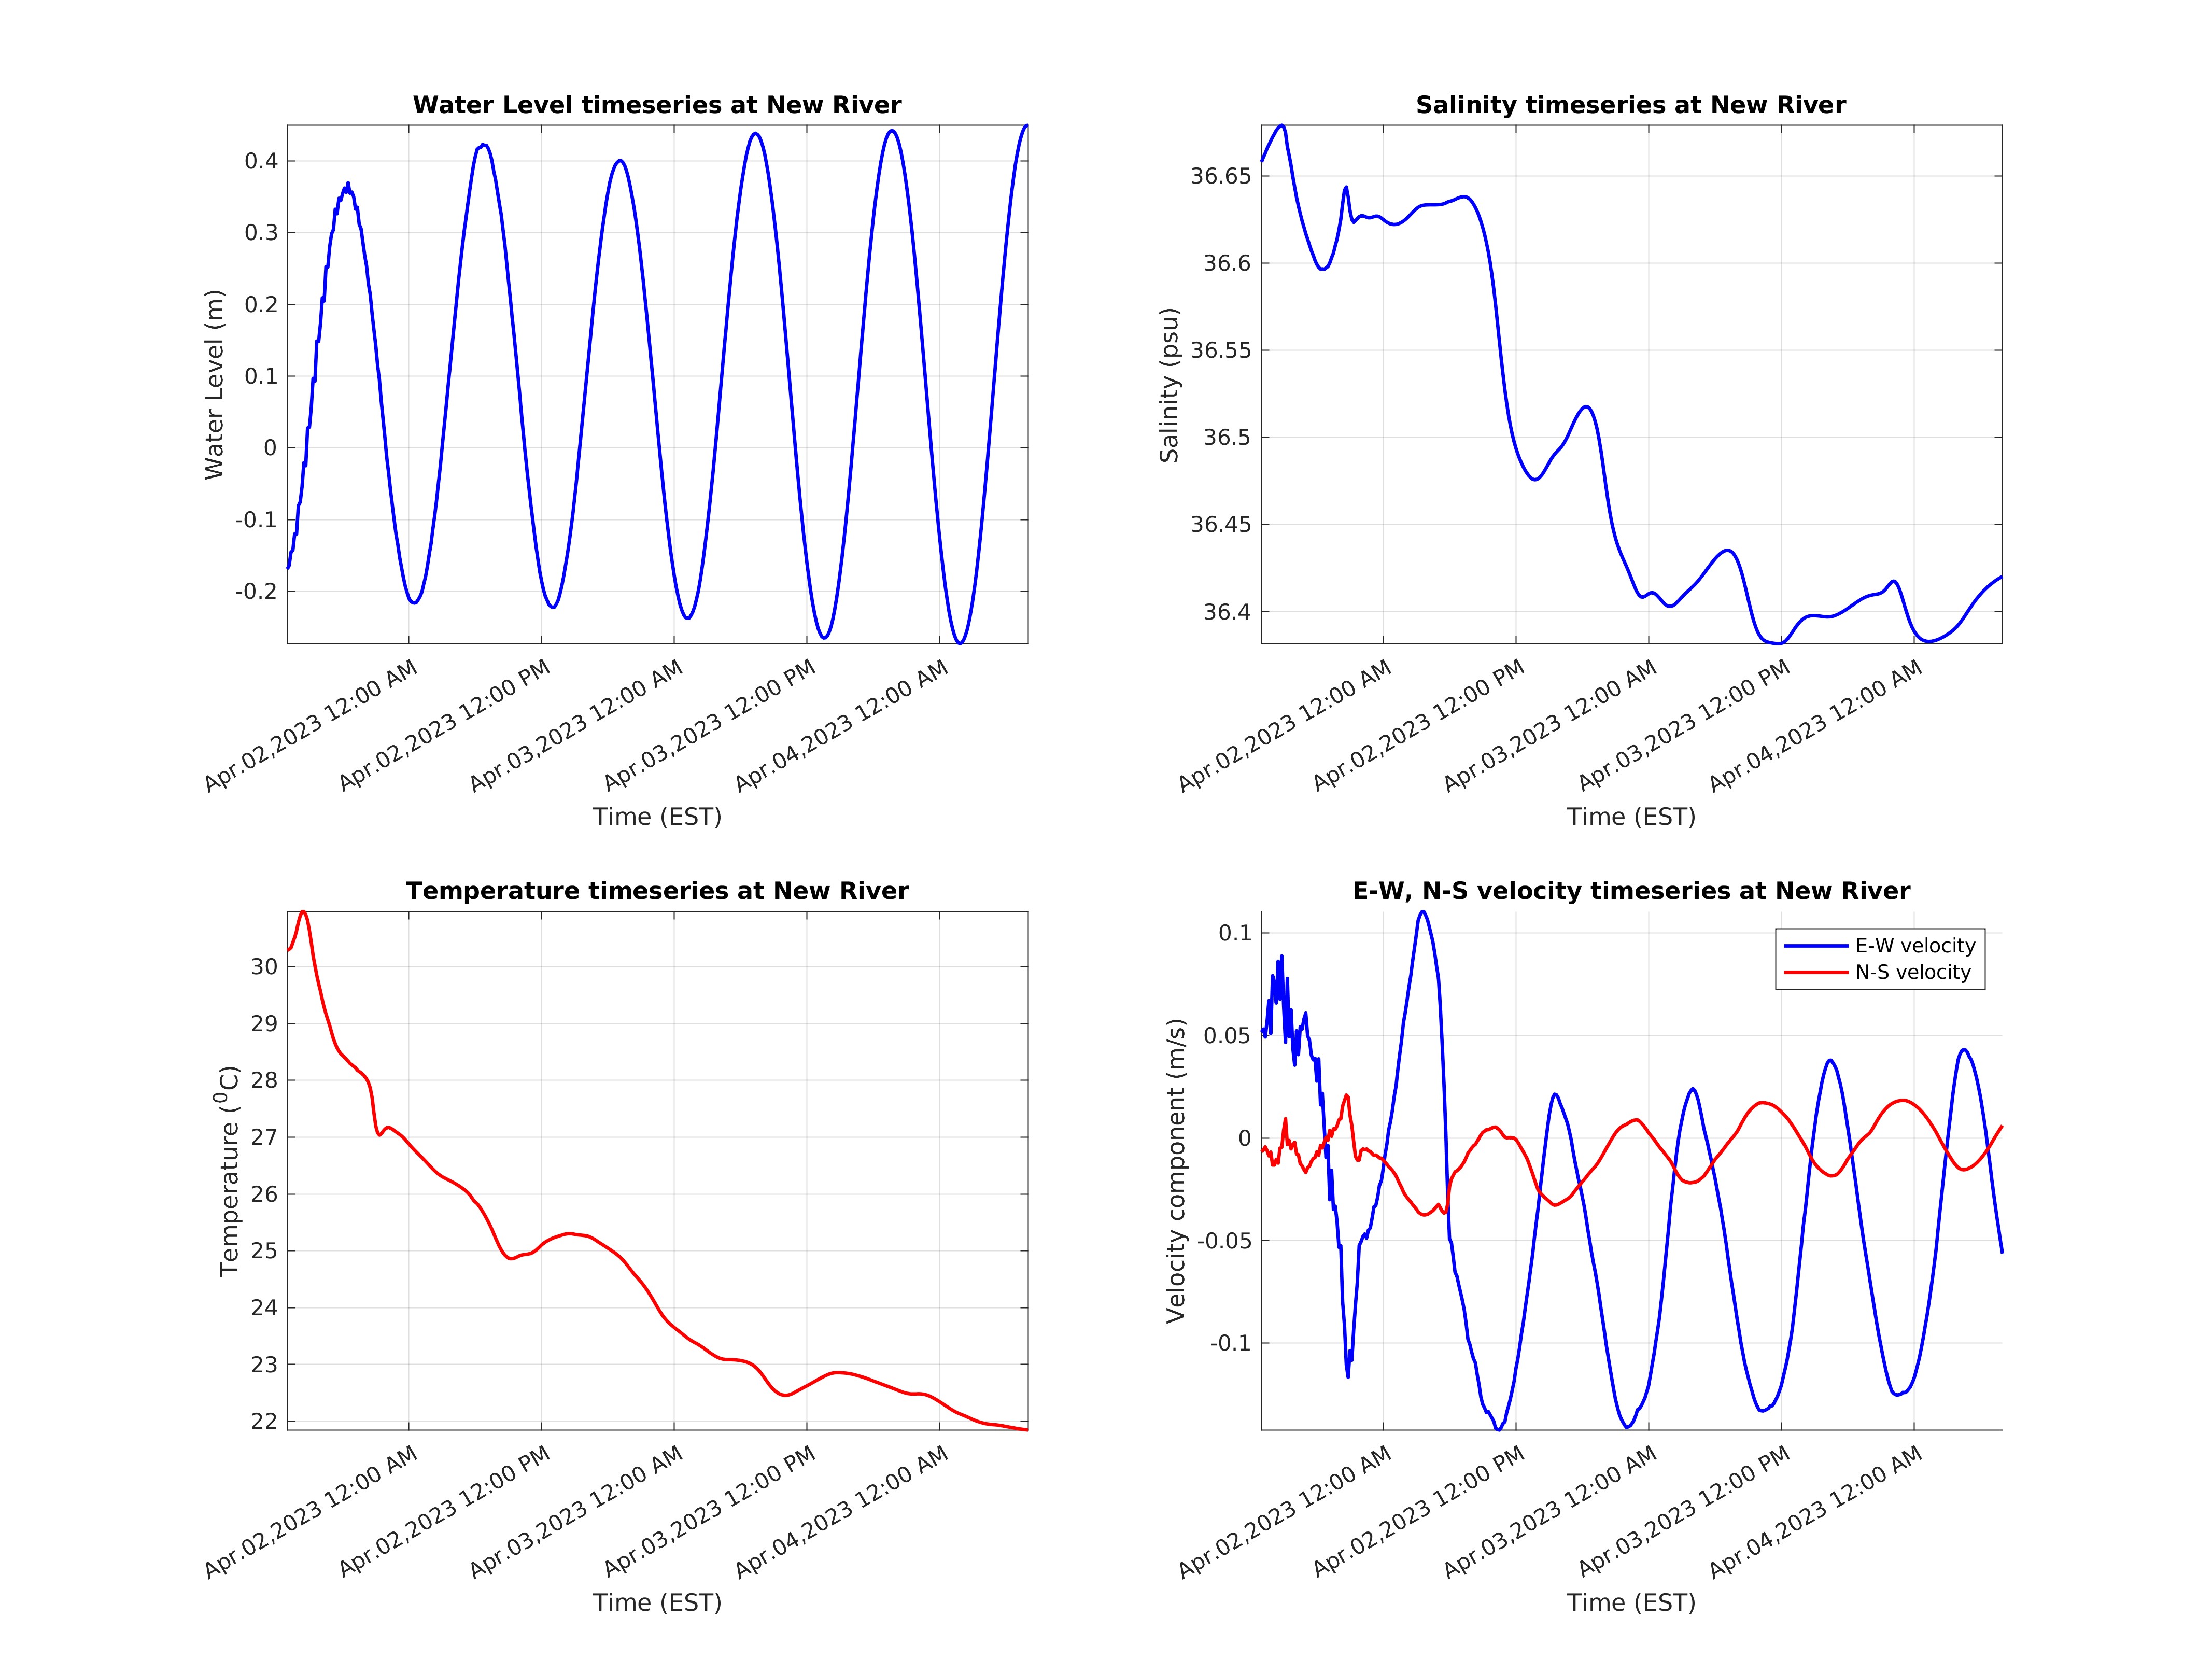 Water Level timeseries at New River
Water Level (m)
0.4
0.3
0.2
0.1
0
-0.1
-0.2
Apr.02,2023 12:00 AM
Apr.02,2023 12:00 PM
Apr.03,2023 12:00 AM
Apr.03,2023 12:00 PM
Apr.04,2023 12:00 AM
Time (EST)
Salinity timeseries at New River
Salinity (psu)
36.65
36.6
36.55
36.5
36.45
36.4
Apr.02,2023 12:00 AM
Apr.02,2023 12:00 PM
Apr.03,2023 12:00 AM
Apr.03,2023 12:00 PM
Apr.04,2023 12:00 AM
Time (EST)
Temperature timeseries at New River
Temperature (⁰C)
30
29
28
27
26
25
24
23
22
Apr.02,2023 12:00 AM
Apr.02,2023 12:00 PM
Apr.03,2023 12:00 AM
Apr.03,2023 12:00 PM
Apr.04,2023 12:00 AM
Time (EST)
E-W, N-S velocity timeseries at New River
Velocity component (m/s)
0.1
0.05
0
-0.05
-0.1
E-W velocity
N-S velocity
Apr.02,2023 12:00 AM
Apr.02,2023 12:00 PM
Apr.03,2023 12:00 AM
Apr.03,2023 12:00 PM
Apr.04,2023 12:00 AM
Time (EST)